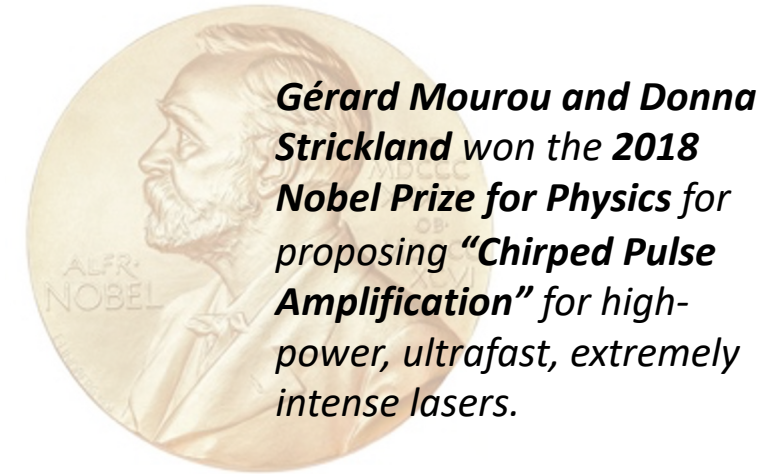 Gérard Mourou and Donna
Strickland won the 2018
Nobel Prize for Physics for
proposing “Chirped Pulse
Amplification” for high-
power, ultrafast, extremely
intense lasers.
ALFR·
NOBEL